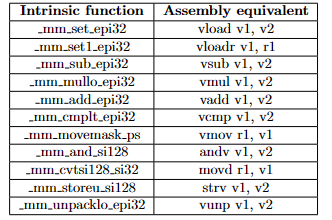 Intrinsic function Assembly equivalent
_mm_set_epi32 vload v1, v2
_mm_set1_epi32 vloadr v1, r1
_mm_sub_epi32 vsub v1, v2
_mm_mullo_epi32 vmul v1, v2
_mm_add_epi32 vadd v1, v2
_mm_cmplt_epi32 vcmp v1, v2
_mm_movemask_ps vmov r1, v1
_mm_and_si128 andv v1, v2
_mm_cvtsi128_si32 movd r1, v1
_mm_storeu_si128 strv v1, v2
_mm_unpacklo_epi32 vunp v1, v2